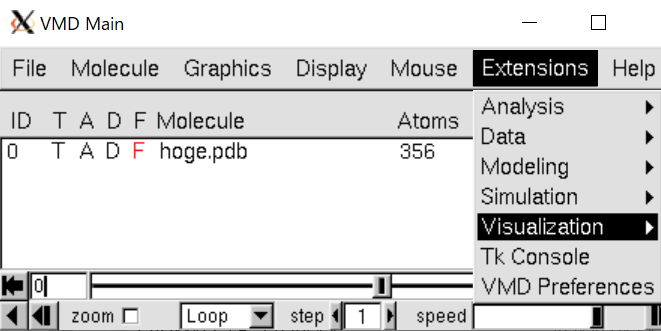 VMD Main
File Molecule Graphics Display Mouse Extensions Help
ID T A D F Molecule Atoms
0 T A D F hoge.pdb 356
Analysis
Data
Modeling
Simulation
Visualization
Tk Console
VMD Preferences
0
zoom Loop step 1 speed